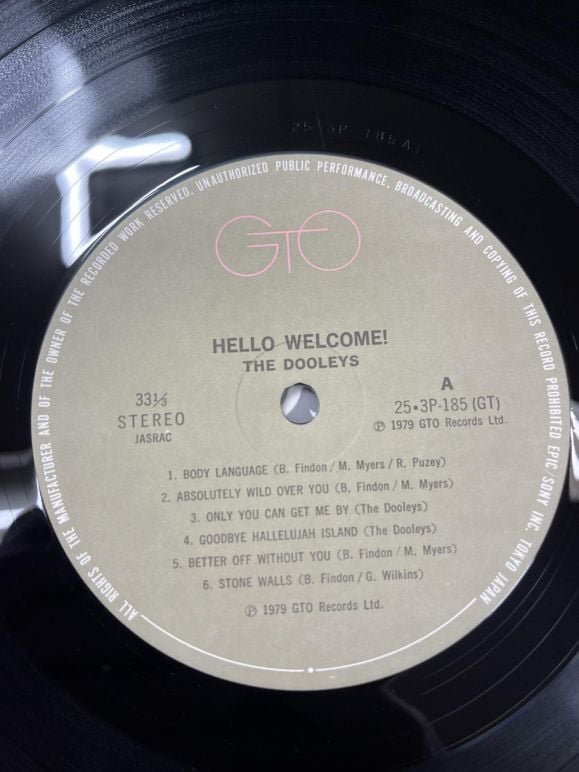 25 3P 185A1
ALL RIGHTS OF THE MANUFACTURER AND OF THE OWNER OF THE RECORDED WORK RESERVED. UNAUTHORIZED PUBLIC PERFORMANCE, BROADCASTING AND COPYING OF THIS RECORD PROHIBITED EPIC/SONY INC. TOKYO JAPAN
GTO
HELLO WELCOME!
THE DOOLEYS
33⅓
STEREO
JASRAC
A
25•3P-185 (GT)
℗ 1979 GTO Records Ltd.
1. BODY LANGUAGE (B. Findon / M. Myers / R. Puzey)
2. ABSOLUTELY WILD OVER YOU (B. Findon / M. Myers)
3. ONLY YOU CAN GET ME BY (The Dooleys)
4. GOODBYE HALLELUJAH ISLAND (The Dooleys)
5. BETTER OFF WITHOUT YOU (B. Findon / M. Myers)
6. STONE WALLS (B. Findon / G. Wilkins)
℗ 1979 GTO Records Ltd.